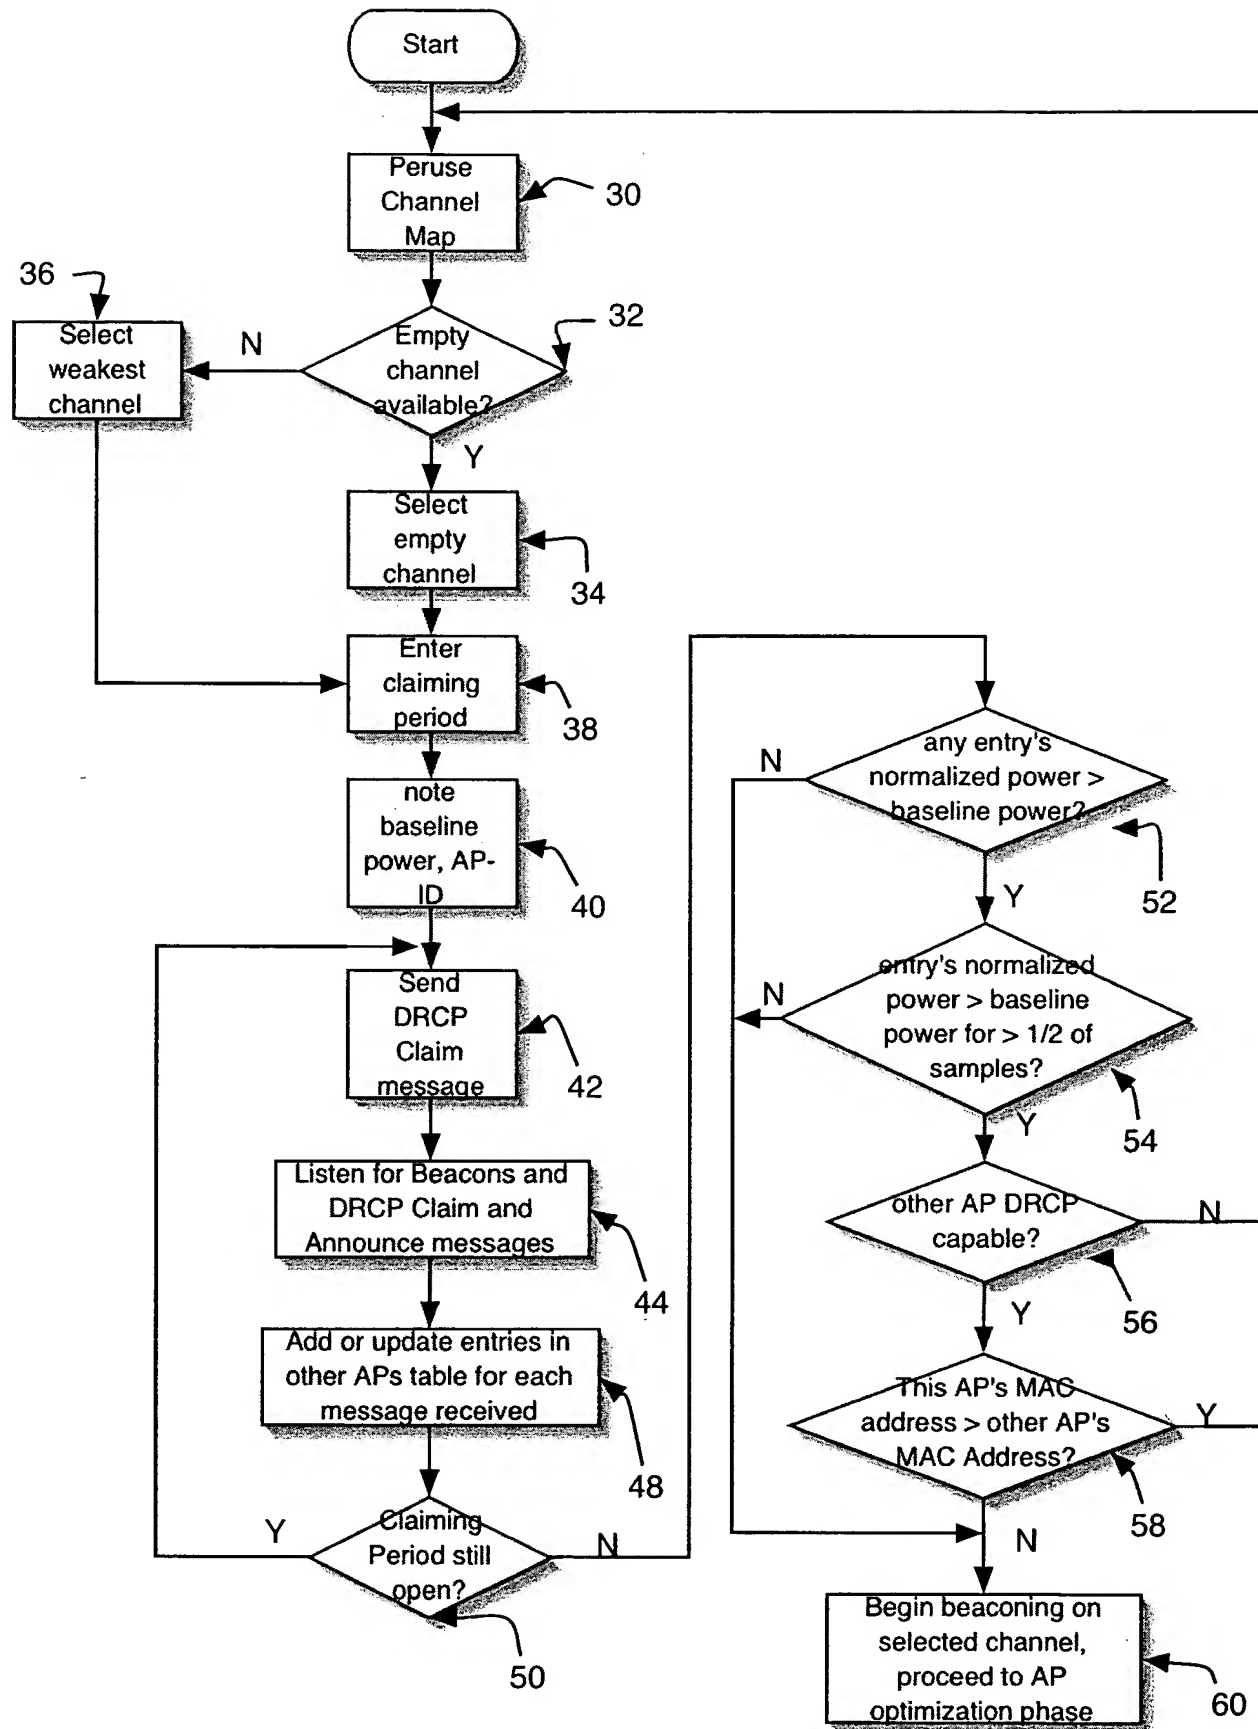 Start
Peruse
Channel
Map
30
36
Select
weakest
channel
N
Empty
channel
available?
32
Y
Select
empty
channel
34
Enter
claiming
period
38
note
baseline
power, AP-
ID
40
Send
DRCP
Claim
message
42
Listen for Beacons and
DRCP Claim and
Announce messages
44
Add or update entries in
other APs table for each
message received
48
Y
Claiming
Period still
open?
N
50
any entry's
normalized power >
baseline power?
N
52
Y
entry's normalized
power > baseline
power for > 1/2 of
samples?
N
54
Y
other AP DRCP
capable?
N
56
Y
This AP's MAC
address > other AP's
MAC Address?
Y
58
N
Begin beaconing on
selected channel,
proceed to AP
optimization phase
60